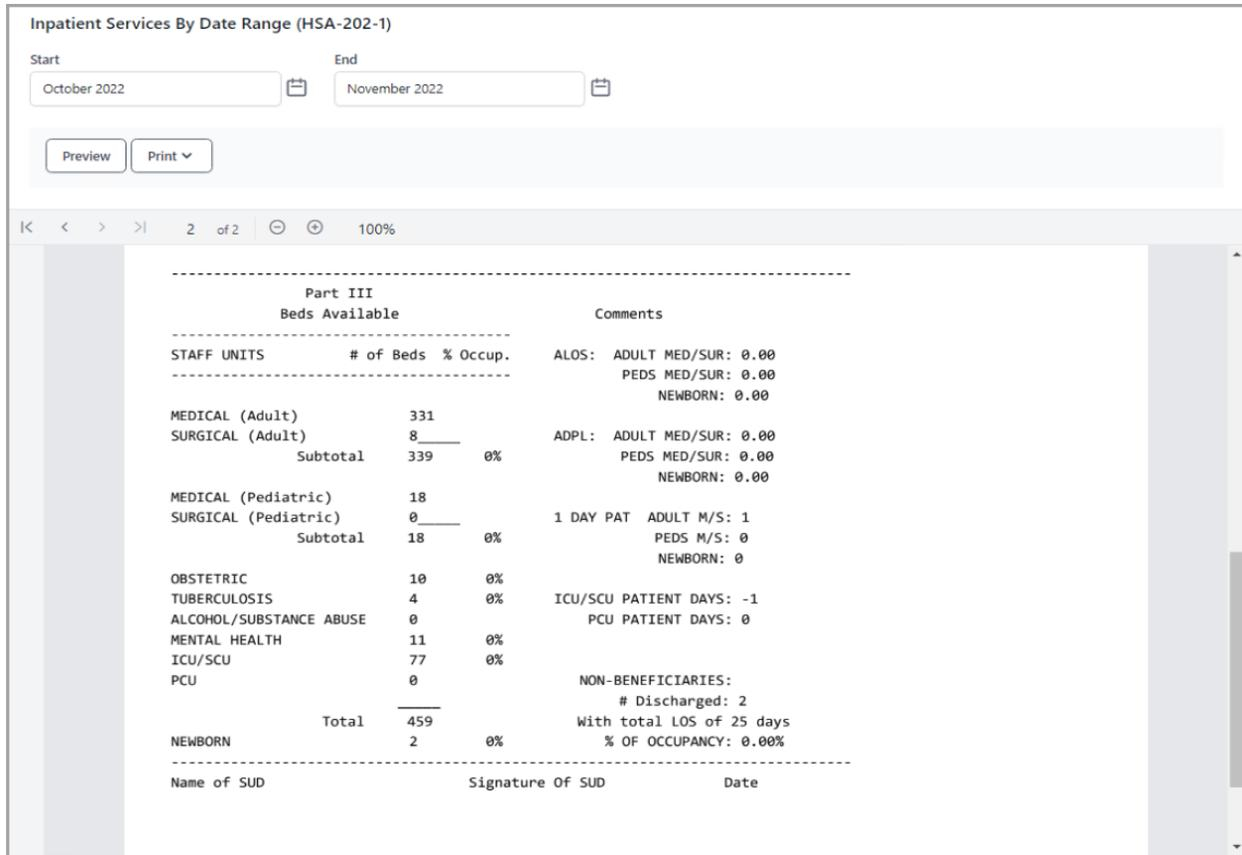 Inpatient Services By Date Range (HSA-202-1)
Start End
October 2022 November 2022
Preview Print
2 of 2 100%
--------------------------------------------------------------------------------
Part III
Beds Available Comments
----------------------------------------
STAFF UNITS # of Beds % Occup. ALOS: ADULT MED/SUR: 0.00
---------------------------------------- PEDS MED/SUR: 0.00
NEWBORN: 0.00
MEDICAL (Adult) 331
SURGICAL (Adult) 8_____ ADPL: ADULT MED/SUR: 0.00
Subtotal 339 0% PEDS MED/SUR: 0.00
NEWBORN: 0.00
MEDICAL (Pediatric) 18
SURGICAL (Pediatric) 0_____ 1 DAY PAT ADULT M/S: 1
Subtotal 18 0% PEDS M/S: 0
NEWBORN: 0
OBSTETRIC 10 0%
TUBERCULOSIS 4 0% ICU/SCU PATIENT DAYS: -1
ALCOHOL/SUBSTANCE ABUSE 0 PCU PATIENT DAYS: 0
MENTAL HEALTH 11 0%
ICU/SCU 77 0%
PCU 0 NON-BENEFICIARIES:
_____ # Discharged: 2
Total 459 With total LOS of 25 days
NEWBORN 2 0% % OF OCCUPANCY: 0.00%
--------------------------------------------------------------------------------
Name of SUD Signature Of SUD Date